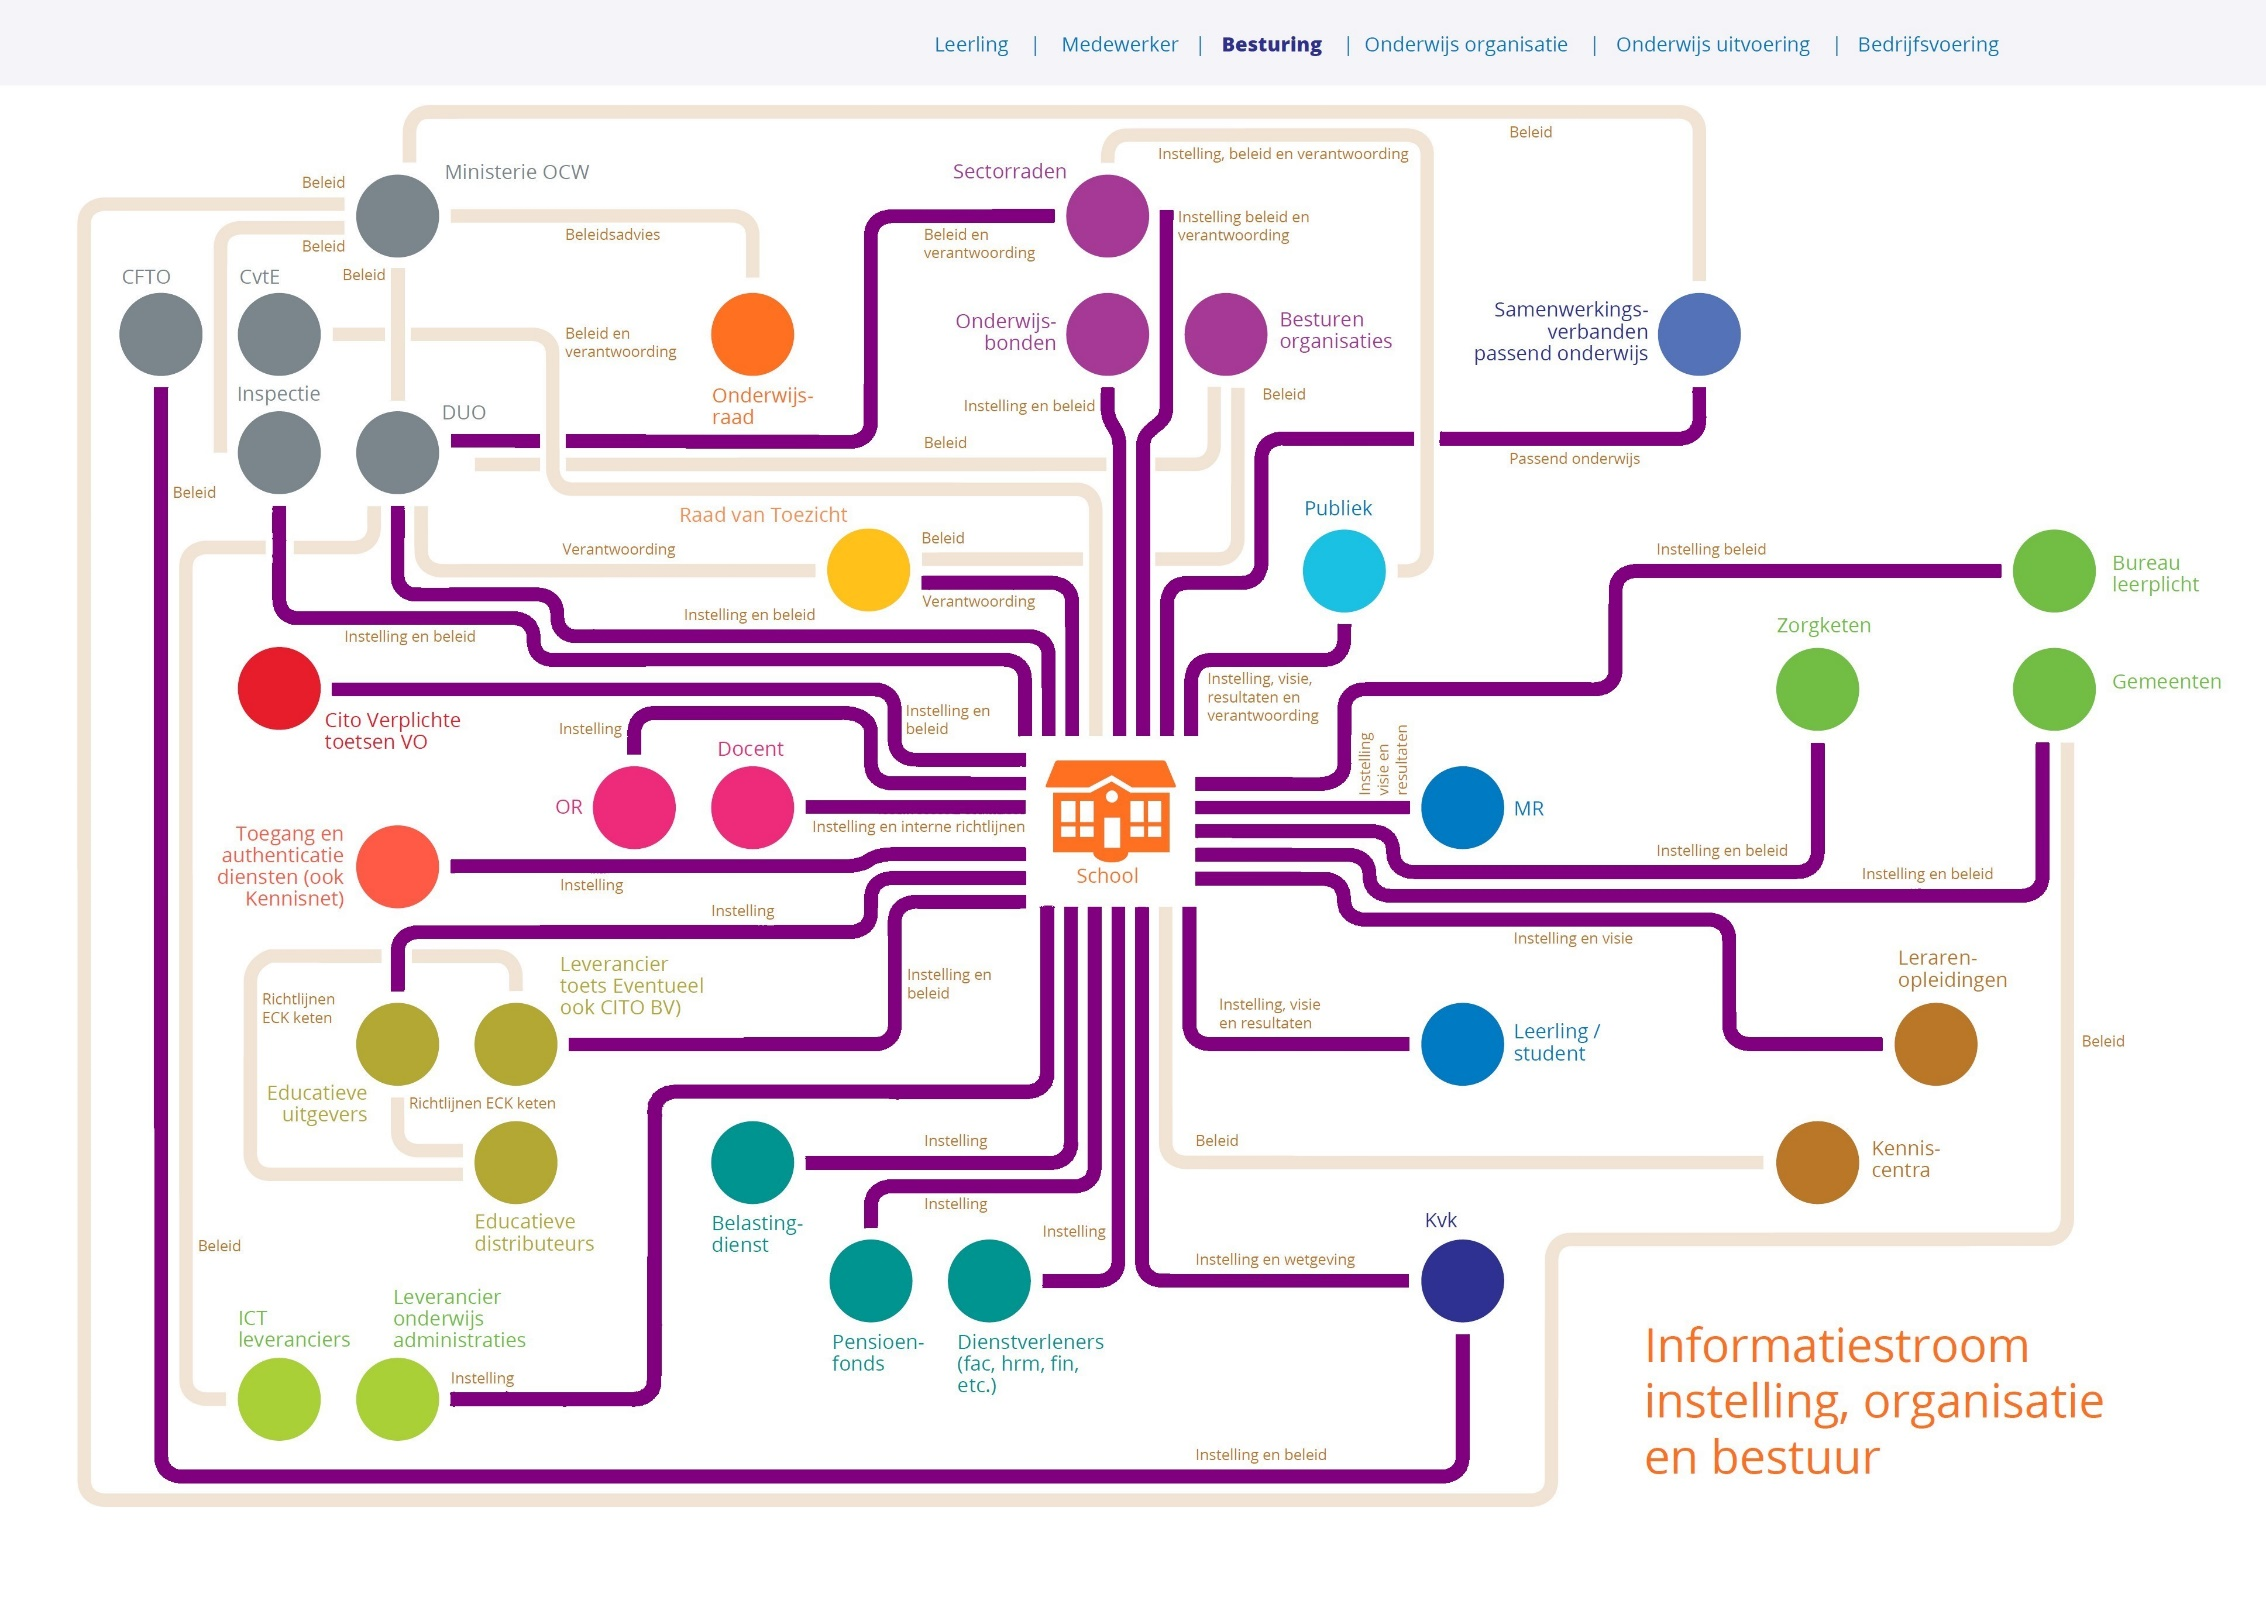 Leerling | Medewerker | Besturing | Onderwijs organisatie | Onderwijs uitvoering | Bedrijfsvoering
Beleid
Instelling, beleid en verantwoording
Ministerie OCW
Sectorraden
Beleid
Instelling beleid en
verantwoording
Beleidsadvies
Beleid en
verantwoording
Beleid
Beleid
CFTO
CvtE
Samenwerkings-
verbanden
passend onderwijs
Onderwijs-
bonden
Besturen
organisaties
Beleid en
verantwoording
Inspectie
DUO
Onderwijs-
raad
Instelling en beleid
Beleid
Beleid
Passend onderwijs
Beleid
Raad van Toezicht
Publiek
Beleid
Verantwoording
Instelling beleid
Bureau
leerplicht
Verantwoording
Instelling en beleid
Instelling en beleid
Zorgketen
Gemeenten
Instelling, visie,
resultaten en
verantwoording
Cito Verplichte
toetsen VO
Instelling
Instelling en
beleid
Docent
Instelling
visie en
resultaten
OR
MR
Instelling en interne richtlijnen
Toegang en
authenticatie
diensten (ook
Kennisnet)
School
Instelling en beleid
Instelling en beleid
Instelling
Instelling
Instelling en visie
Leverancier
toets Eventueel
ook CITO BV)
Instelling en
beleid
Leraren-
opleidingen
Richtlijnen
ECK keten
Instelling, visie
en resultaten
Leerling /
student
Beleid
Educatieve
uitgevers
Richtlijnen ECK keten
Instelling
Beleid
Kennis-
centra
Instelling
Educatieve
distributeurs
Belasting-
dienst
Instelling
Kvk
Beleid
Instelling en wetgeving
ICT
leveranciers
Leverancier
onderwijs
administraties
Pensioen-
fonds
Dienstverleners
(fac, hrm, fin,
etc.)
Instelling
Instelling en beleid
Informatiestroom
instelling, organisatie
en bestuur